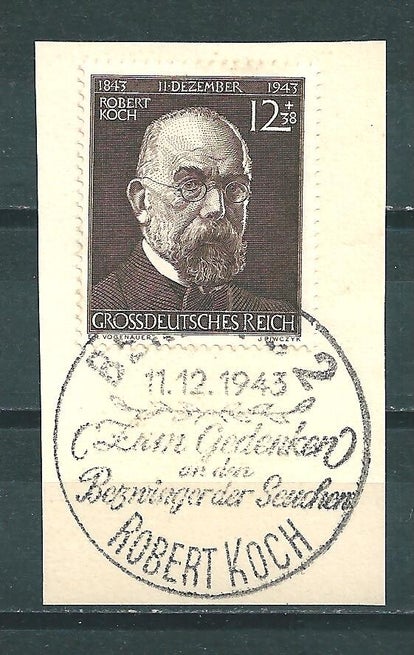 1843 11·DEZEMBER 1943
ROBERT
KOCH
12+38
GROSSDEUTSCHES REICH
E.R.VOGENAUER J.PIWCZYK
11.12.1943
Zum Gedenken
an den
Bezwinger der Seuchen
ROBERT KOCH